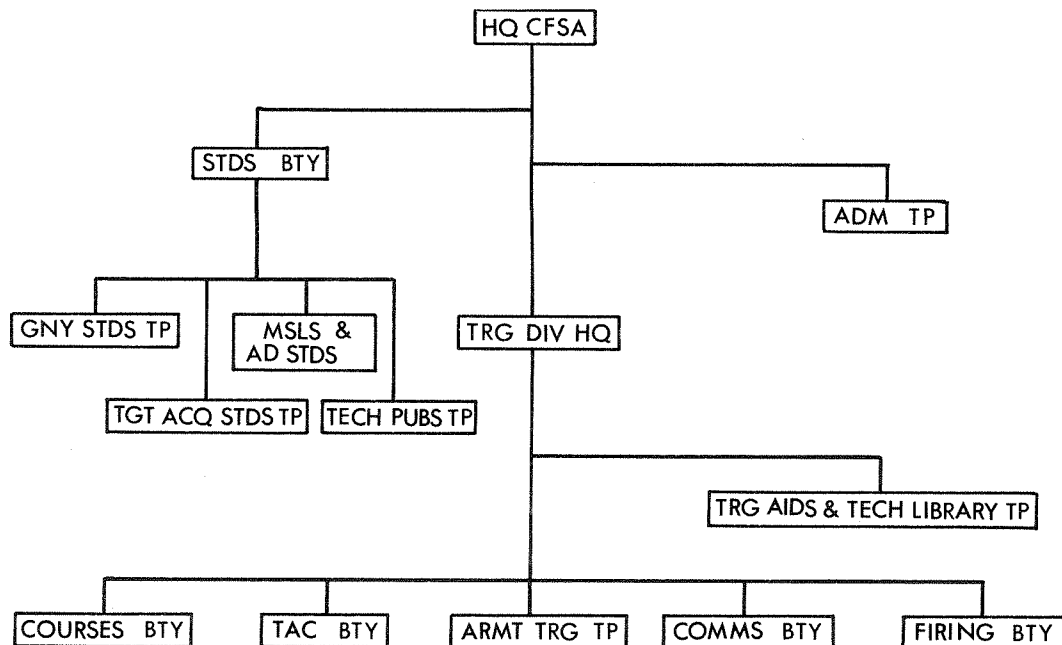 HQ CFSA
STDS BTY
ADM TP
GNY STDS TP
MSLS &
AD STDS
TRG DIV HQ
TGT ACQ STDS TP
TECH PUBS TP
TRG AIDS & TECH LIBRARY TP
COURSES BTY
TAC BTY
ARMT TRG TP
COMMS BTY
FIRING BTY